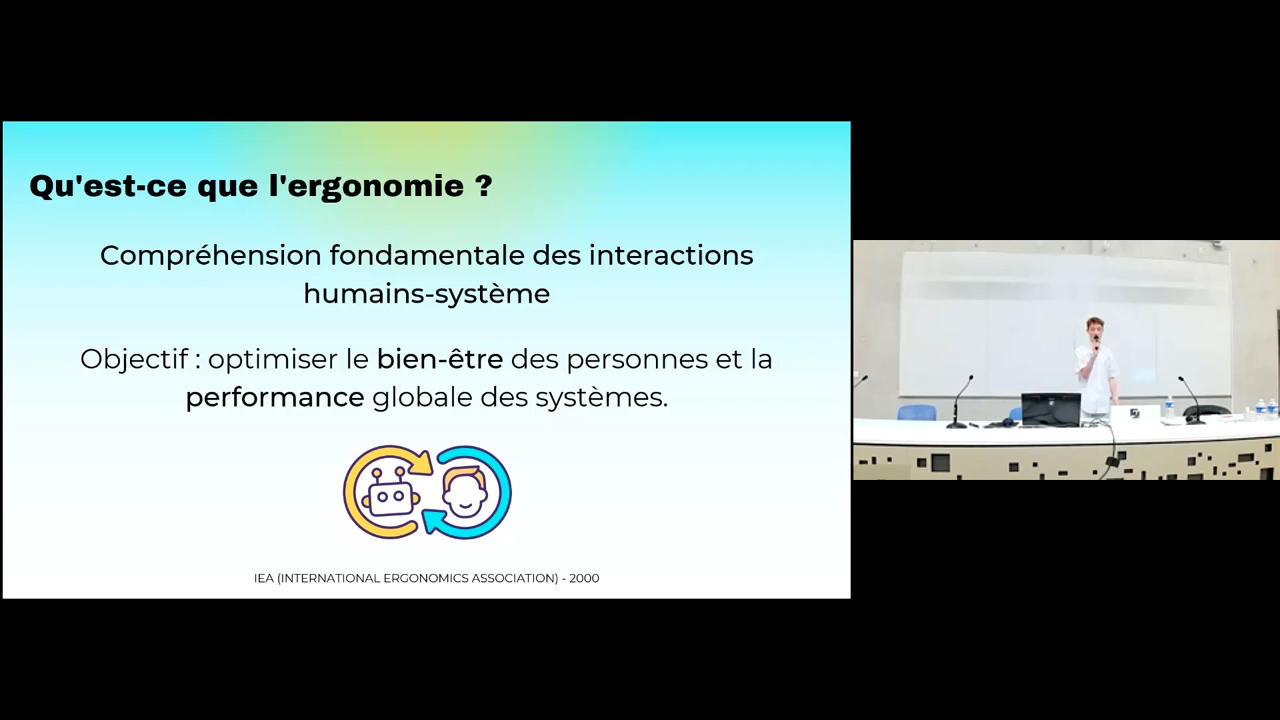 Qu'est-ce que l'ergonomie ?
Compréhension fondamentale des interactions
humains-système
Objectif : optimiser le bien-être des personnes et la
performance globale des systèmes.
IEA (INTERNATIONAL ERGONOMICS ASSOCIATION) - 2000